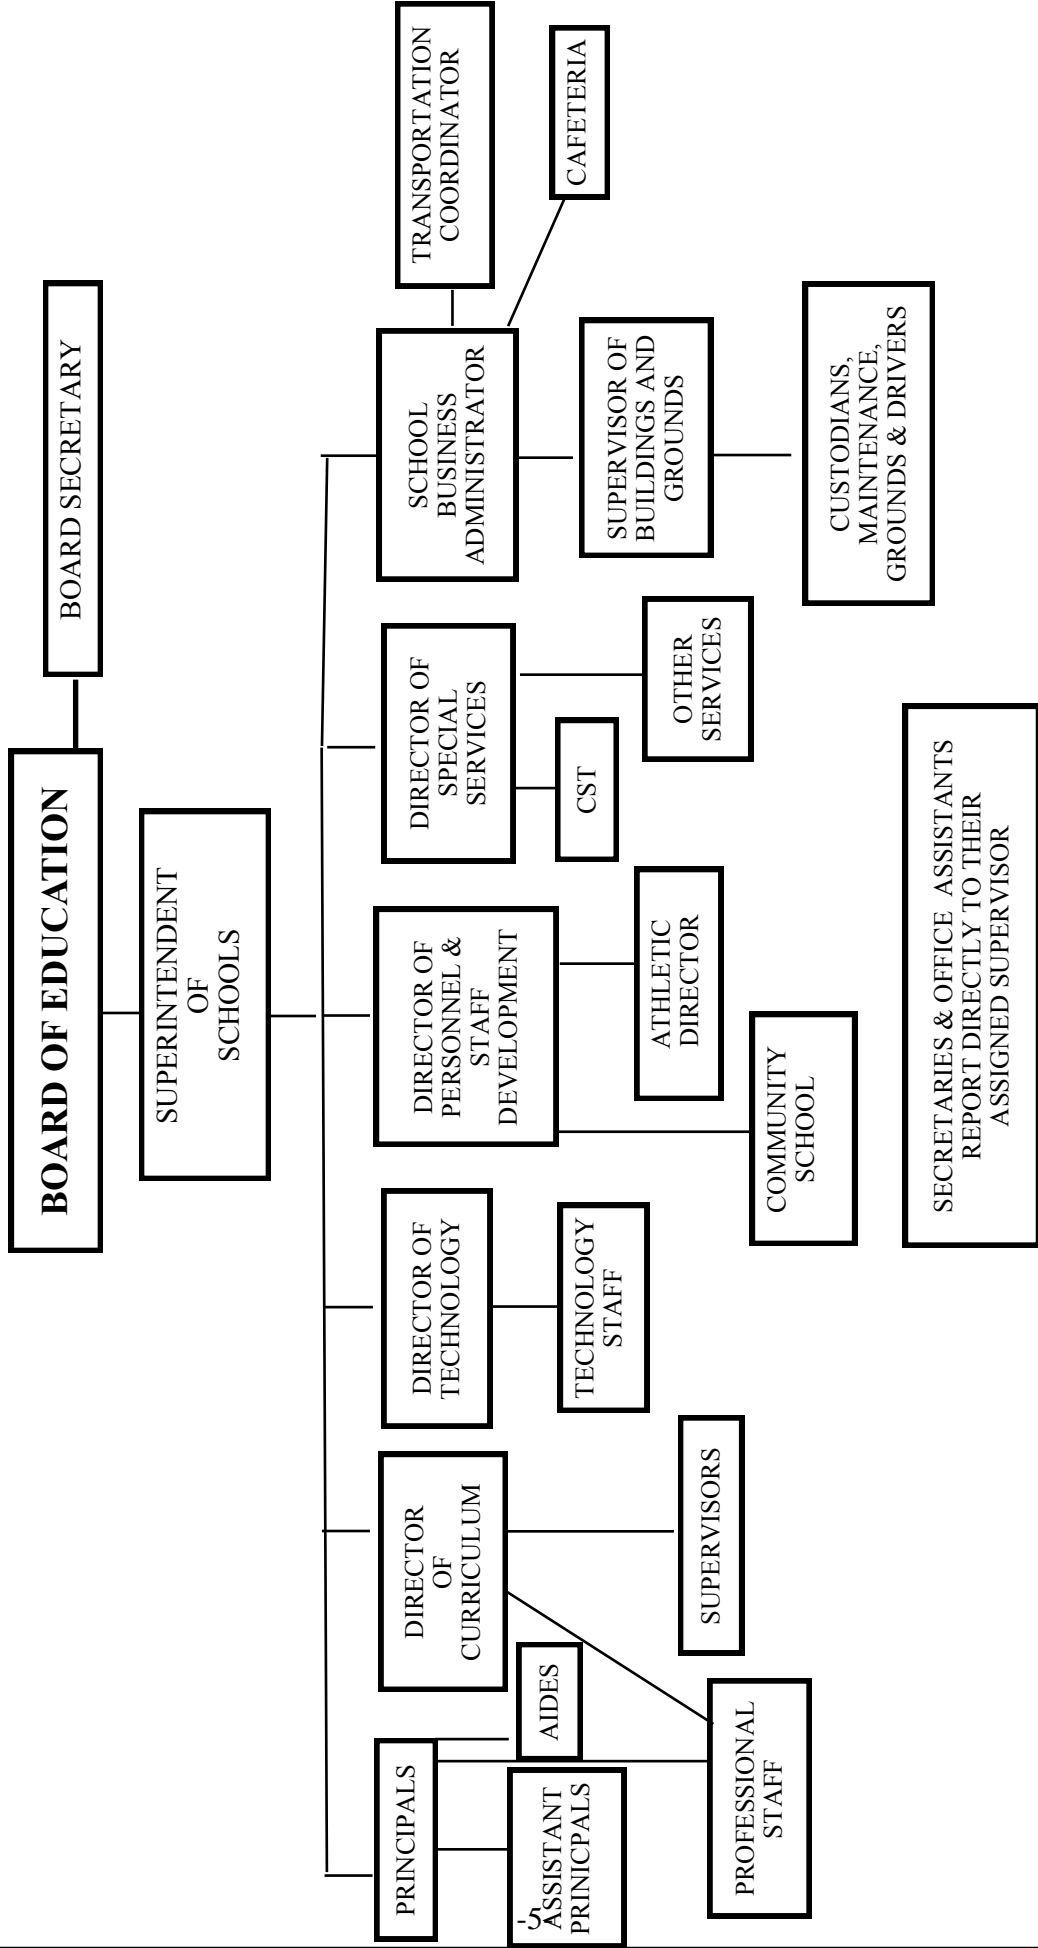 BOARD OF EDUCATION
BOARD SECRETARY
SUPERINTENDENT
OF
SCHOOLS
PRINCIPALS
DIRECTOR
OF
CURRICULUM
DIRECTOR OF
TECHNOLOGY
DIRECTOR OF
PERSONNEL &
STAFF
DEVELOPMENT
DIRECTOR OF
SPECIAL
SERVICES
SCHOOL
BUSINESS
ADMINISTRATOR
TRANSPORTATION
COORDINATOR
CAFETERIA
ASSISTANT
PRINICPALS
AIDES
PROFESSIONAL
STAFF
SUPERVISORS
TECHNOLOGY
STAFF
COMMUNITY
SCHOOL
ATHLETIC
DIRECTOR
CST
OTHER
SERVICES
SUPERVISOR OF
BUILDINGS AND
GROUNDS
CUSTODIANS,
MAINTENANCE,
GROUNDS & DRIVERS
SECRETARIES & OFFICE ASSISTANTS
REPORT DIRECTLY TO THEIR
ASSIGNED SUPERVISOR
-5-